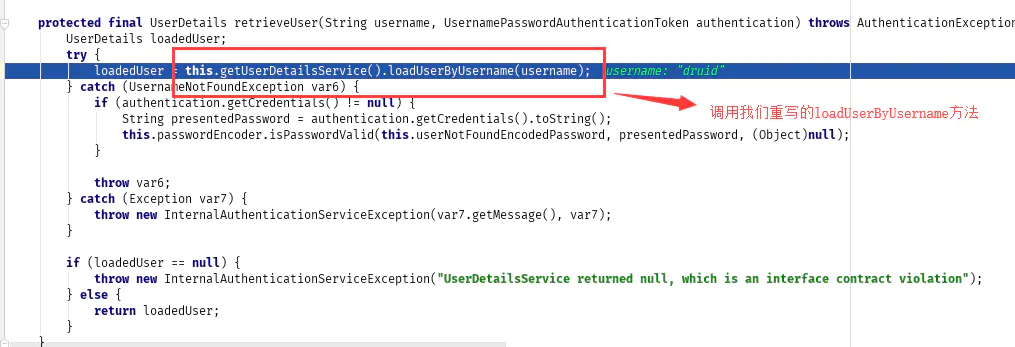 protected final UserDetails retrieveUser(String username, UsernamePasswordAuthenticationToken authentication) throws AuthenticationException
    UserDetails loadedUser;
    try {
        loadedUser = this.getUserDetailsService().loadUserByUsername(username);  username: "druid"
    } catch (UsernameNotFoundException var6) {
        if (authentication.getCredentials() != null) {
调用我们重写的loadUserByUsername方法
            String presentedPassword = authentication.getCredentials().toString();
            this.passwordEncoder.isPasswordValid(this.userNotFoundEncodedPassword, presentedPassword, (Object)null);
        }
        throw var6;
    } catch (Exception var7) {
        throw new InternalAuthenticationServiceException(var7.getMessage(), var7);
    }
    if (loadedUser == null) {
        throw new InternalAuthenticationServiceException("UserDetailsService returned null, which is an interface contract violation");
    } else {
        return loadedUser;
    }
}